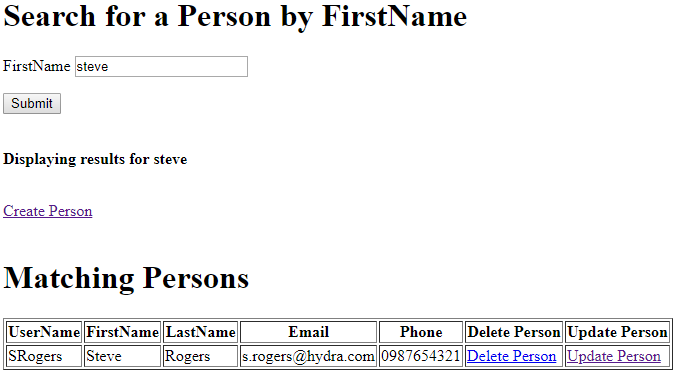 Search for a Person by FirstName
FirstName steve
Submit
Displaying results for steve
Create Person
Matching Persons
UserName FirstName LastName Email Phone Delete Person Update Person
SRogers Steve Rogers s.rogers@hydra.com 0987654321 Delete Person Update Person